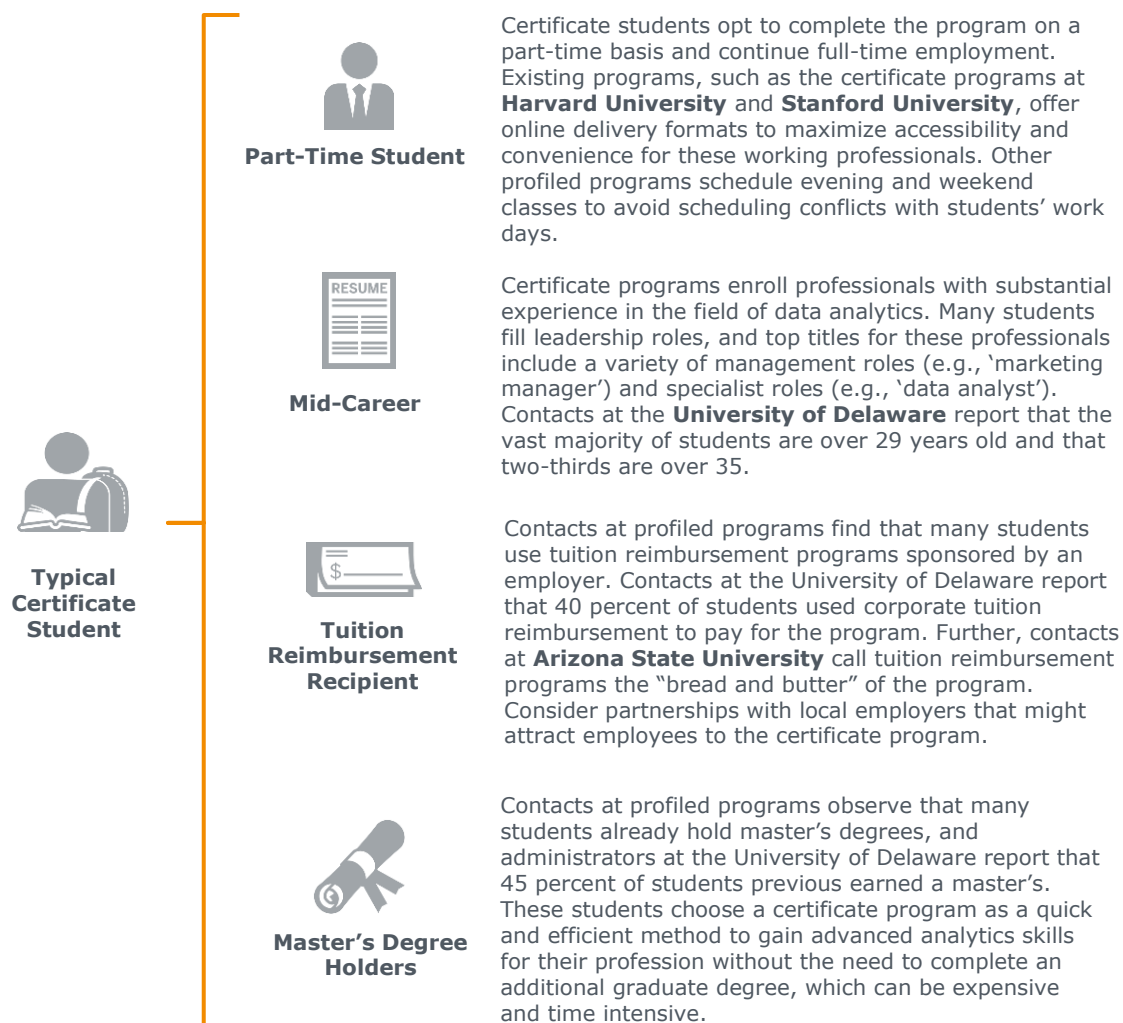 Certificate students opt to complete the program on a
part-time basis and continue full-time employment.
Existing programs, such as the certificate programs at
Harvard University and Stanford University, offer
online delivery formats to maximize accessibility and
convenience for these working professionals. Other
profiled programs schedule evening and weekend
classes to avoid scheduling conflicts with students’ work
days.
Part-Time Student
RESUME
Mid-Career
Certificate programs enroll professionals with substantial
experience in the field of data analytics. Many students
fill leadership roles, and top titles for these professionals
include a variety of management roles (e.g., ‘marketing
manager’) and specialist roles (e.g., ‘data analyst’).
Contacts at the University of Delaware report that the
vast majority of students are over 29 years old and that
two-thirds are over 35.
Typical
Certificate
Student
$
Tuition
Reimbursement
Recipient
Contacts at profiled programs find that many students
use tuition reimbursement programs sponsored by an
employer. Contacts at the University of Delaware report
that 40 percent of students used corporate tuition
reimbursement to pay for the program. Further, contacts
at Arizona State University call tuition reimbursement
programs the “bread and butter” of the program.
Consider partnerships with local employers that might
attract employees to the certificate program.
Master’s Degree
Holders
Contacts at profiled programs observe that many
students already hold master’s degrees, and
administrators at the University of Delaware report that
45 percent of students previous earned a master’s.
These students choose a certificate program as a quick
and efficient method to gain advanced analytics skills
for their profession without the need to complete an
additional graduate degree, which can be expensive
and time intensive.